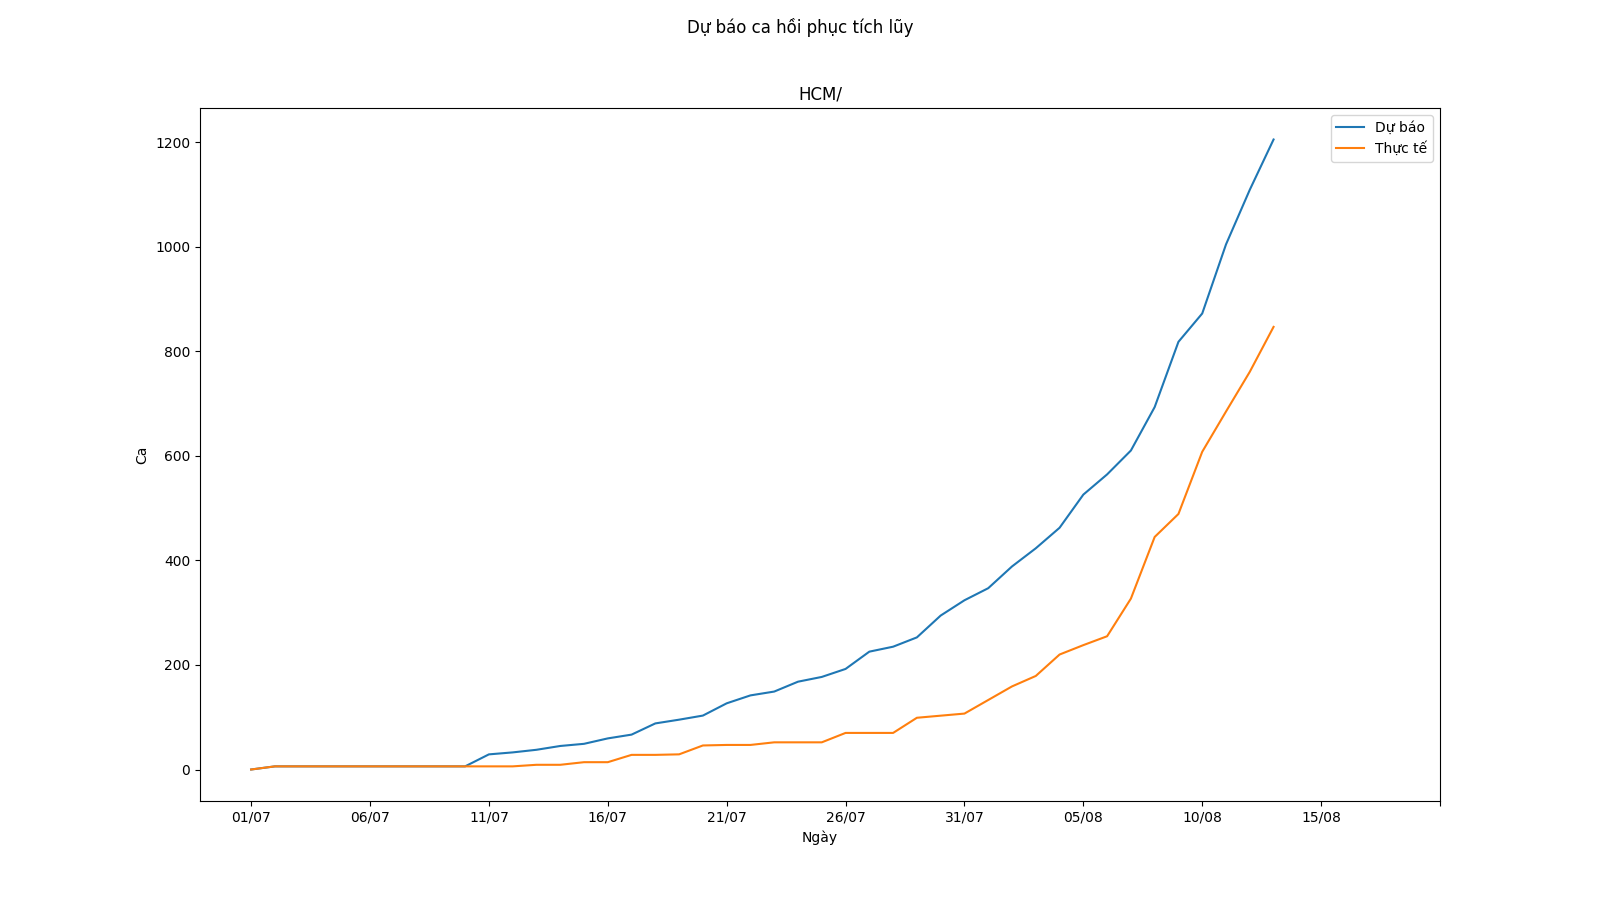 Dự báo ca hồi phục tích lũy
HCM/
Dự báo
Thực tế
1200
1000
800
600
400
200
0
Ca
01/07 06/07 11/07 16/07 21/07 26/07 31/07 05/08 10/08 15/08
Ngày